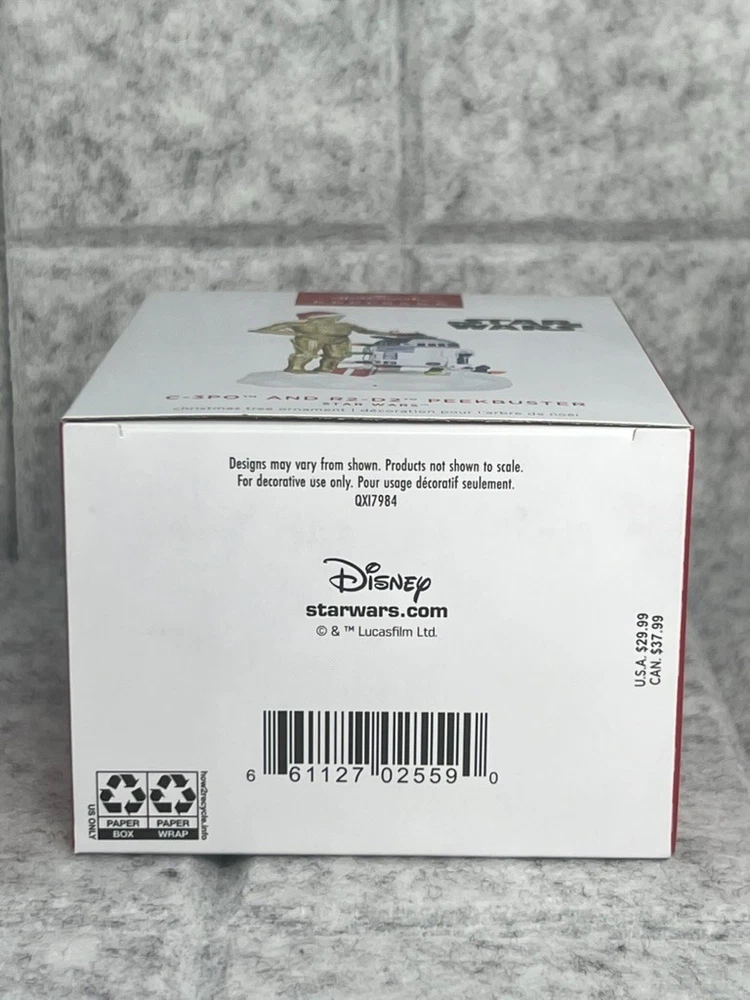 KEEPSAKE
STAR
WARS
C-3PO™ AND R2-D2™ PEEKBUSTER
STAR WARS™
christmas tree ornament | décoration pour l'arbre de noël
Designs may vary from shown. Products not shown to scale.
For decorative use only. Pour usage décoratif seulement.
QXI7984
Disney
starwars.com
© & ™ Lucasfilm Ltd.
U.S.A. $29.99
CAN. $37.99
6 61127 02559 0
US ONLY
PAPER PAPER
BOX WRAP
how2recycle.info